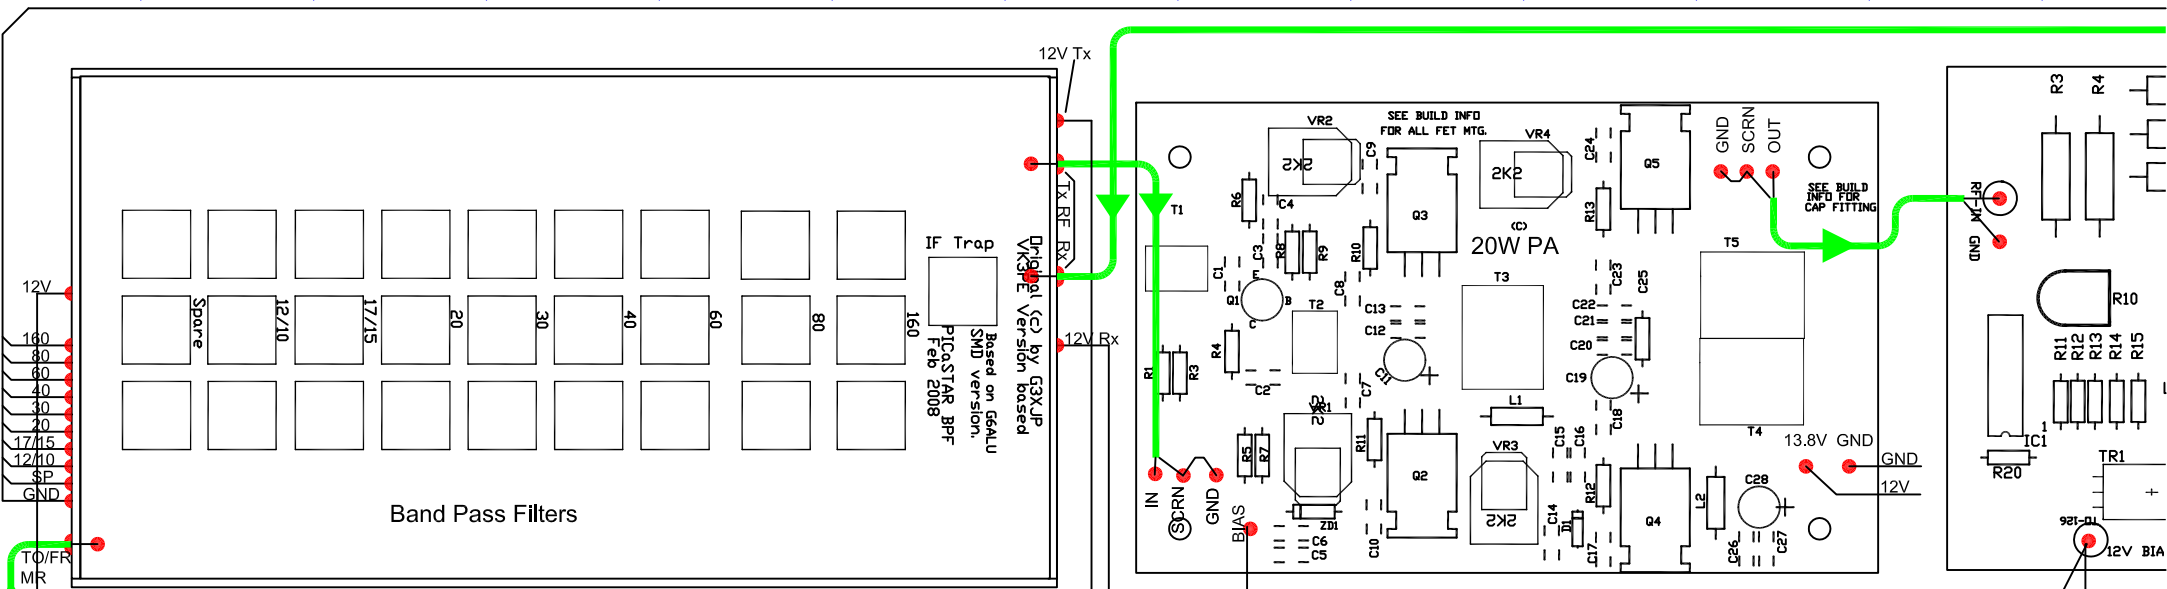 12V Tx
12V
160
80
60
40
30
20
17/15
12/10
SP
GND
TO/FR
MR
Spare
12/10
17/15
20
30
40
60
80
160
IF Trap
Original (c) by G3XJP
VK3PE Version based
Based on G6ALU
SMD version.
PICaSTAR BPF
Feb 2008
Band Pass Filters
Tx RF Rx
12V Rx
T1
R1
R3
IN
SCRN
GND
BIAS
VR2
2K2
R6
C4
C3
R8
R9
C1
Q1
E
B
C
R4
C2
T2
R5
R7
VR1
ZD1
C6
C5
SEE BUILD INFO
FOR ALL FET MTG.
C9
Q3
R10
C8
C13
C12
C11
C7
R11
Q2
C10
VR4
2K2
(C)
20W PA
T3
L1
VR3
2K2
C15
C16
C14
D1
C24
R13
Q5
C23
C25
C22
C21
C20
C19
C18
R12
C17
Q4
GND
SCRN
OUT
SEE BUILD
INFO FOR
CAP FITTING
T5
T4
13.8V
GND
L2
C28
C26
C27
GND
12V
RF-IN
GND
R3
R4
R10
R11
R12
R13
R14
R15
1
IC1
R20
TR1
TO-126
12V BIA